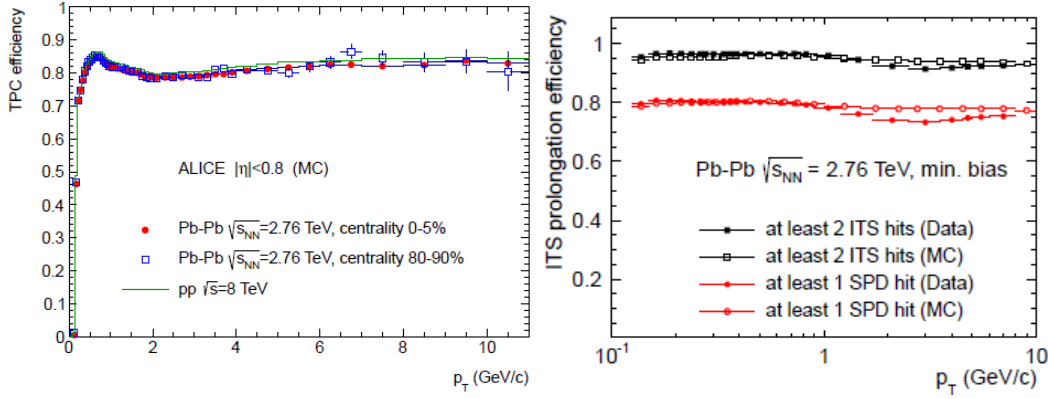 TPC efficiency
1
0.9
0.8
0.7
0.6
0.5
0.4
0.3
0.2
0.1
0
ALICE |η|<0.8 (MC)
Pb-Pb √sNN=2.76 TeV, centrality 0-5%
Pb-Pb √sNN=2.76 TeV, centrality 80-90%
pp √s=8 TeV
0 2 4 6 8 10
pT (GeV/c)
ITS prolongation efficiency
1
0.8
0.6
0.4
0.2
Pb-Pb √sNN = 2.76 TeV, min. bias
at least 2 ITS hits (Data)
at least 2 ITS hits (MC)
at least 1 SPD hit (Data)
at least 1 SPD hit (MC)
10-1 1 10
pT (GeV/c)